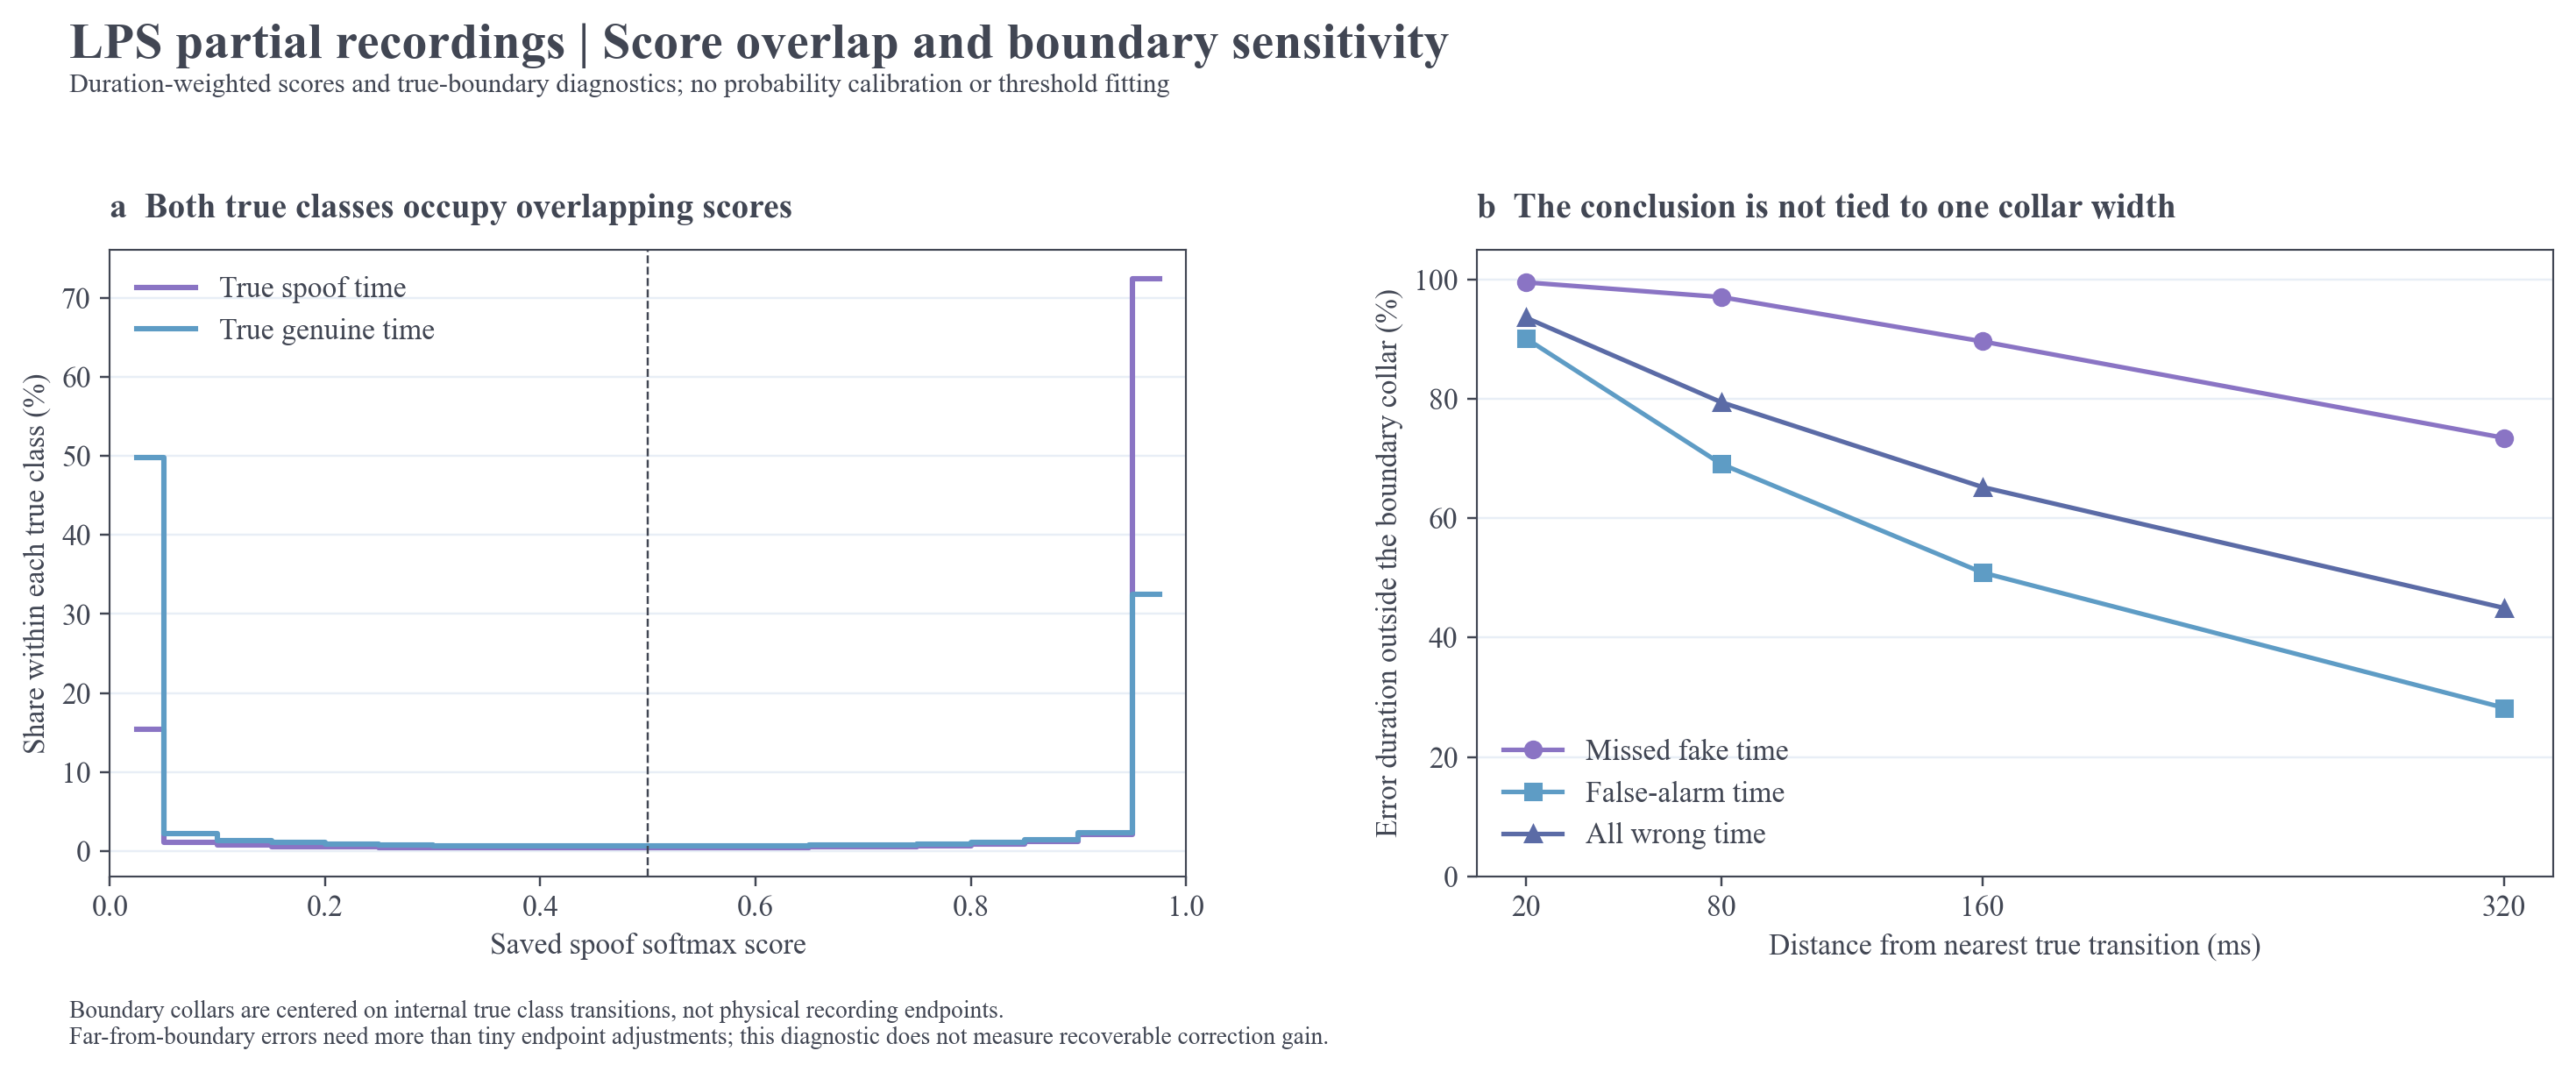 LPS partial recordings | Score overlap and boundary sensitivity
Duration-weighted scores and true-boundary diagnostics; no probability calibration or threshold fitting
a Both true classes occupy overlapping scores
True spoof time
True genuine time
Share within each true class (%)
70
60
50
40
30
20
10
0
0.0 0.2 0.4 0.6 0.8 1.0
Saved spoof softmax score
b The conclusion is not tied to one collar width
Error duration outside the boundary collar (%)
100
80
60
40
20
0
Missed fake time
False-alarm time
All wrong time
20 80 160 320
Distance from nearest true transition (ms)
Boundary collars are centered on internal true class transitions, not physical recording endpoints.
Far-from-boundary errors need more than tiny endpoint adjustments; this diagnostic does not measure recoverable correction gain.